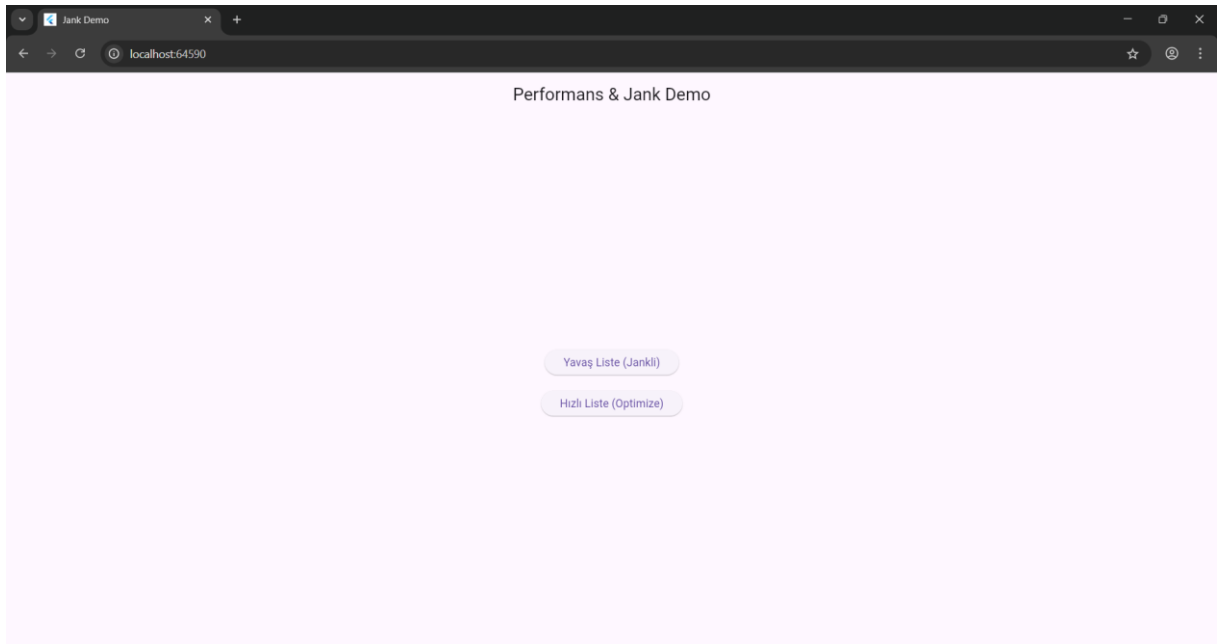 Jank Demo
localhost:64590
Performans & Jank Demo
Yavaş Liste (Jankli)
Hızlı Liste (Optimize)